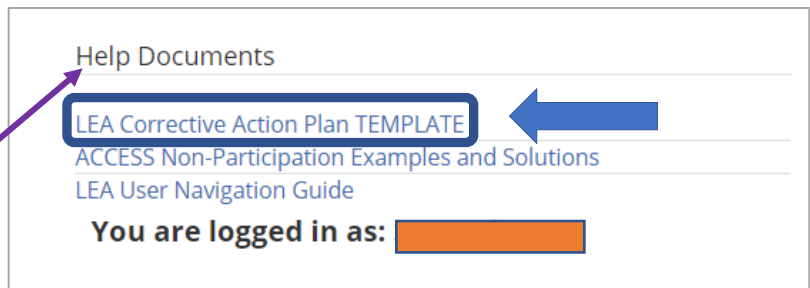 Help Documents
LEA Corrective Action Plan TEMPLATE
ACCESS Non-Participation Examples and Solutions
LEA User Navigation Guide
You are logged in as: